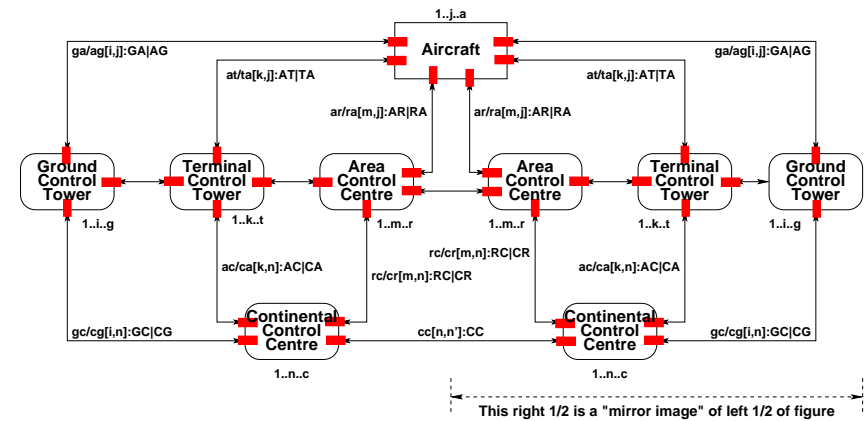 1..j..a
Aircraft
ga/ag[i,j]:GA|AG
ga/ag[i,j]:GA|AG
at/ta[k,j]:AT|TA
at/ta[k,j]:AT|TA
ar/ra[m,j]:AR|RA
ar/ra[m,j]:AR|RA
Ground
Control
Tower
1..i..g
Terminal
Control
Tower
1..k..t
Area
Control
Centre
1..m..r
Area
Control
Centre
1..m..r
Terminal
Control
Tower
1..k..t
Ground
Control
Tower
1..i..g
ac/ca[k,n]:AC|CA
rc/cr[m,n]:RC|CR
rc/cr[m,n]:RC|CR
ac/ca[k,n]:AC|CA
gc/cg[i,n]:GC|CG
Continental
Control
Centre
1..n..c
cc[n,n']:CC
Continental
Control
Centre
1..n..c
gc/cg[i,n]:GC|CG
This right 1/2 is a "mirror image" of left 1/2 of figure